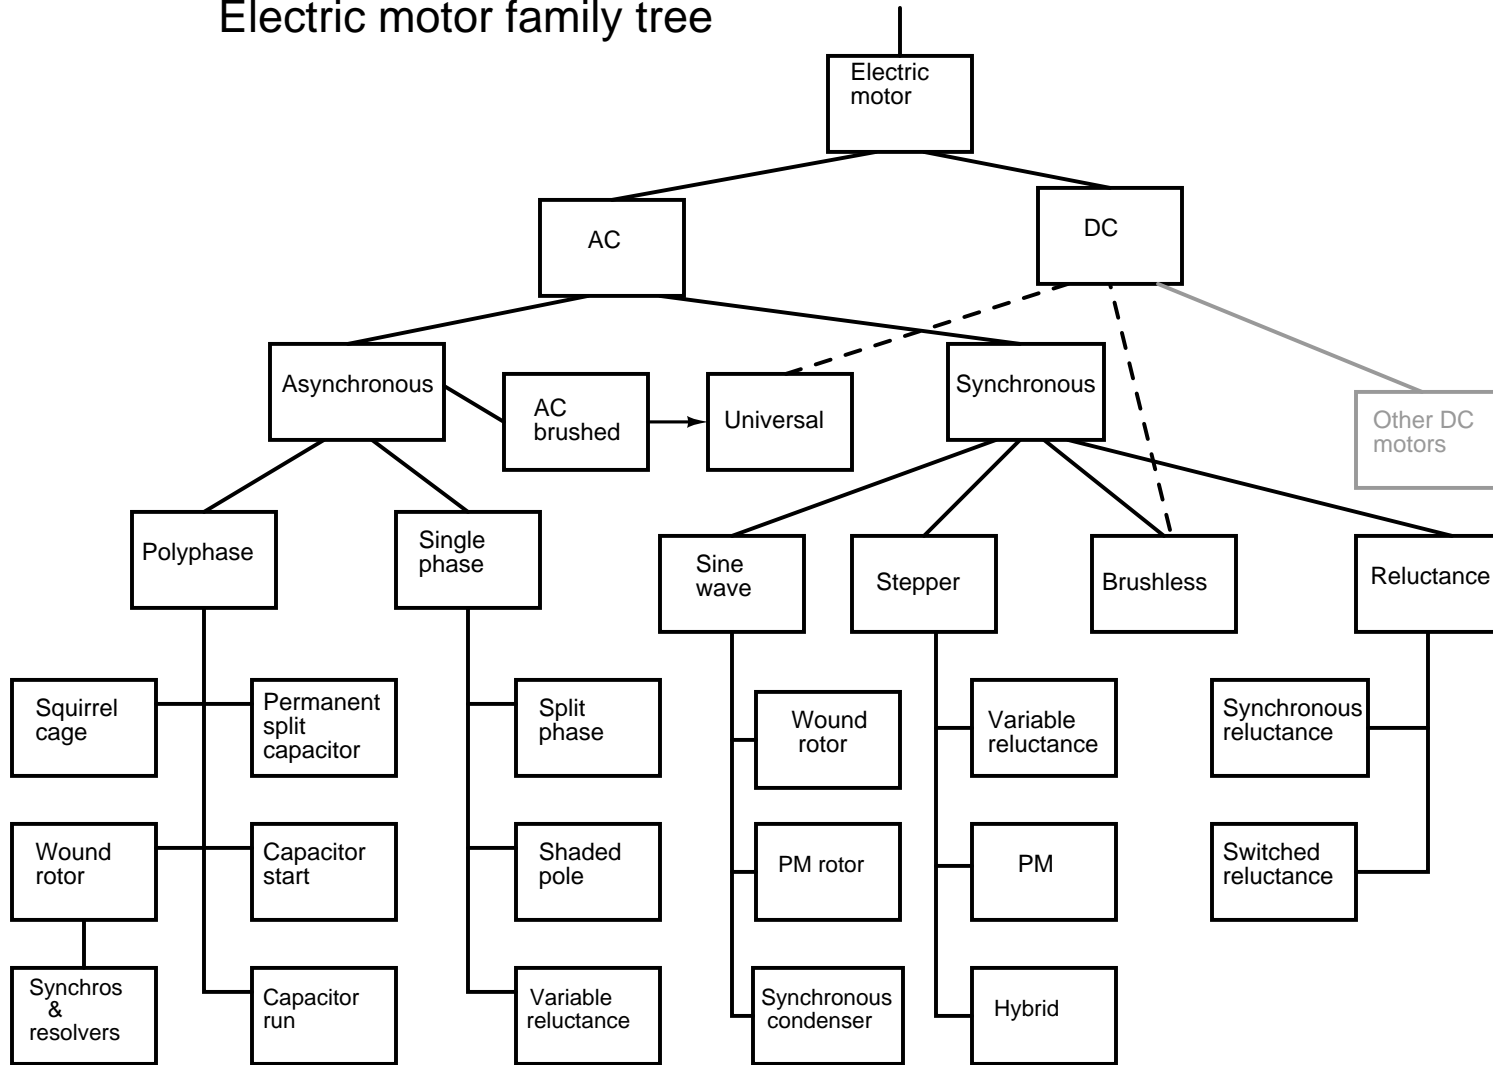 Electric motor family tree
Electric
motor
AC
DC
Asynchronous
AC
brushed
Universal
Synchronous
Other DC
motors
Polyphase
Single
phase
Sine
wave
Stepper
Brushless
Reluctance
Squirrel
cage
Permanent
split
capacitor
Split
phase
Wound
rotor
Variable
reluctance
Synchronous
reluctance
Wound
rotor
Capacitor
start
Shaded
pole
PM rotor
PM
Switched
reluctance
Synchros
&
resolvers
Capacitor
run
Variable
reluctance
Synchronous
condenser
Hybrid